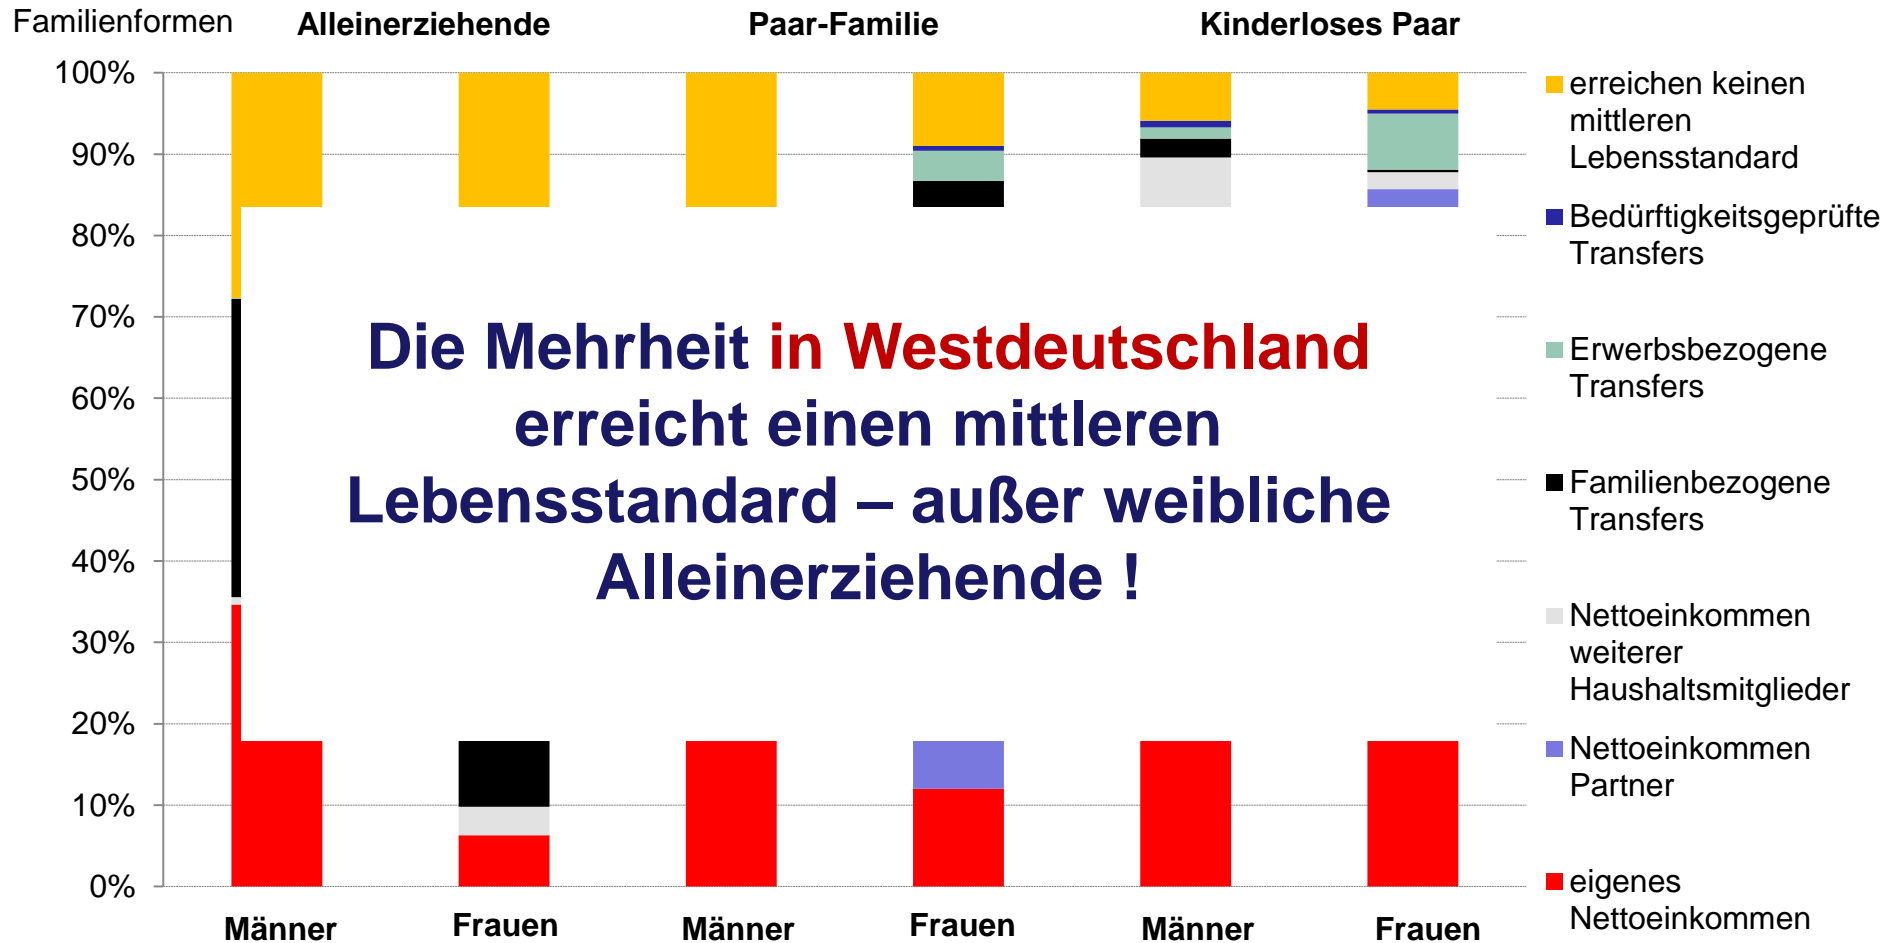 Familienformen
Alleinerziehende
Paar-Familie
Kinderloses Paar
100%
90%
80%
70%
60%
50%
40%
30%
20%
10%
0%
Die Mehrheit in Westdeutschland
erreicht einen mittleren
Lebensstandard – außer weibliche
Alleinerziehende !
Männer
Frauen
Männer
Frauen
Männer
Frauen
erreichen keinen
mittleren
Lebensstandard
Bedürftigkeitsgeprüfte
Transfers
Erwerbsbezogene
Transfers
Familienbezogene
Transfers
Nettoeinkommen
weiterer
Haushaltsmitglieder
Nettoeinkommen
Partner
eigenes
Nettoeinkommen